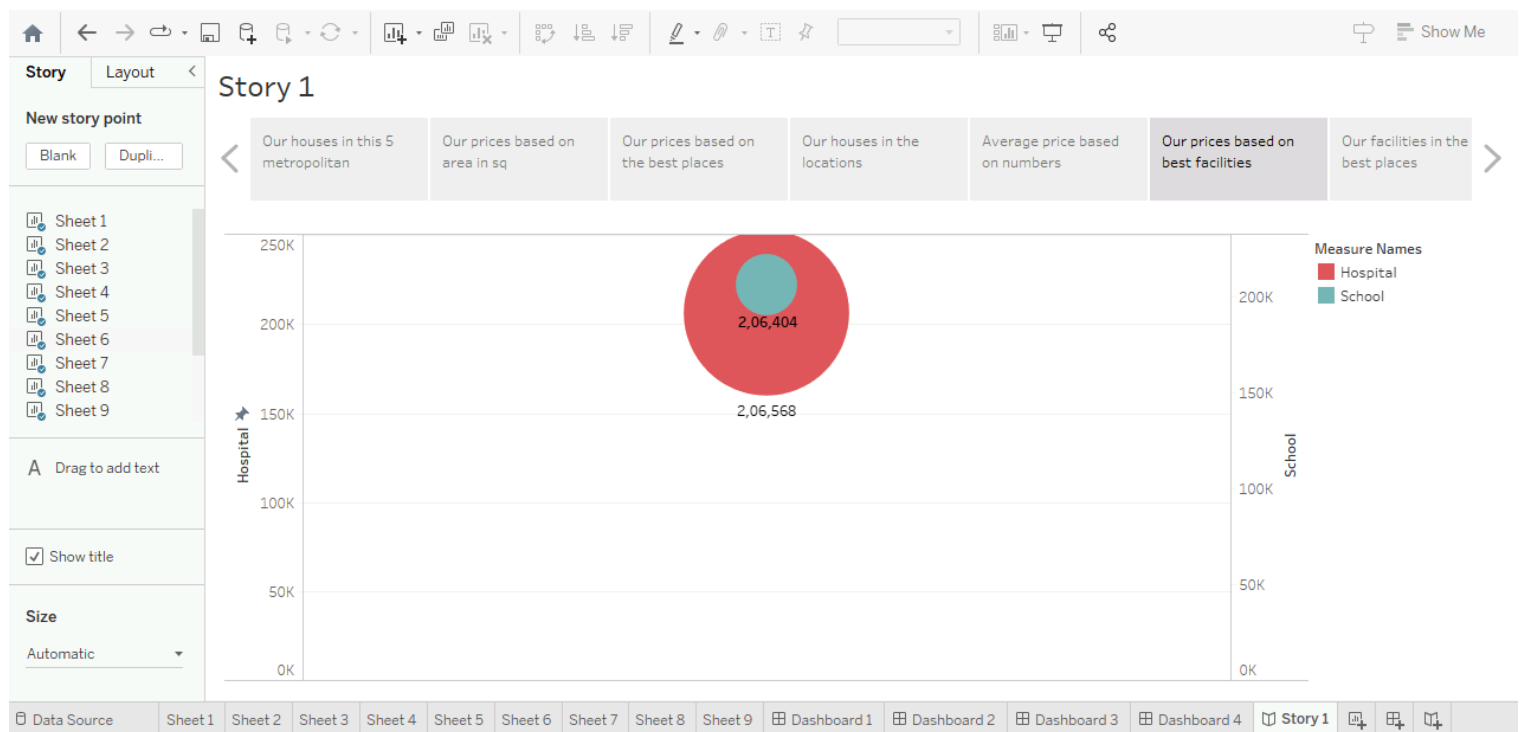 Show Me
Story
Layout
New story point
Blank
Dupli...
Sheet 1
Sheet 2
Sheet 3
Sheet 4
Sheet 5
Sheet 6
Sheet 7
Sheet 8
Sheet 9
A Drag to add text
Show title
Size
Automatic
Story 1
Our houses in this 5
metropolitan
Our prices based on
area in sq
Our prices based on
the best places
Our houses in the
locations
Average price based
on numbers
Our prices based on
best facilities
Our facilities in the
best places
250K
200K
150K
100K
50K
0K
Hospital
2,06,404
2,06,568
200K
150K
100K
50K
0K
School
Measure Names
Hospital
School
Data Source
Sheet 1
Sheet 2
Sheet 3
Sheet 4
Sheet 5
Sheet 6
Sheet 7
Sheet 8
Sheet 9
Dashboard 1
Dashboard 2
Dashboard 3
Dashboard 4
Story 1